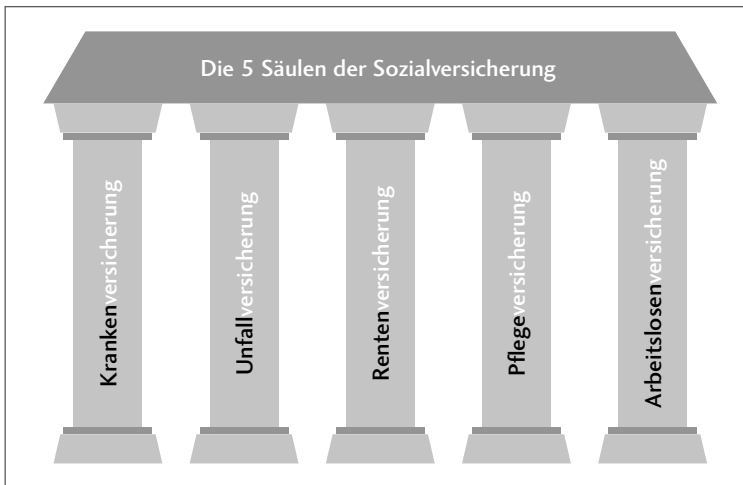 Die 5 Säulen der Sozialversicherung
Krankenversicherung
Unfallversicherung
Rentenversicherung
Pflegeversicherung
Arbeitslosenversicherung